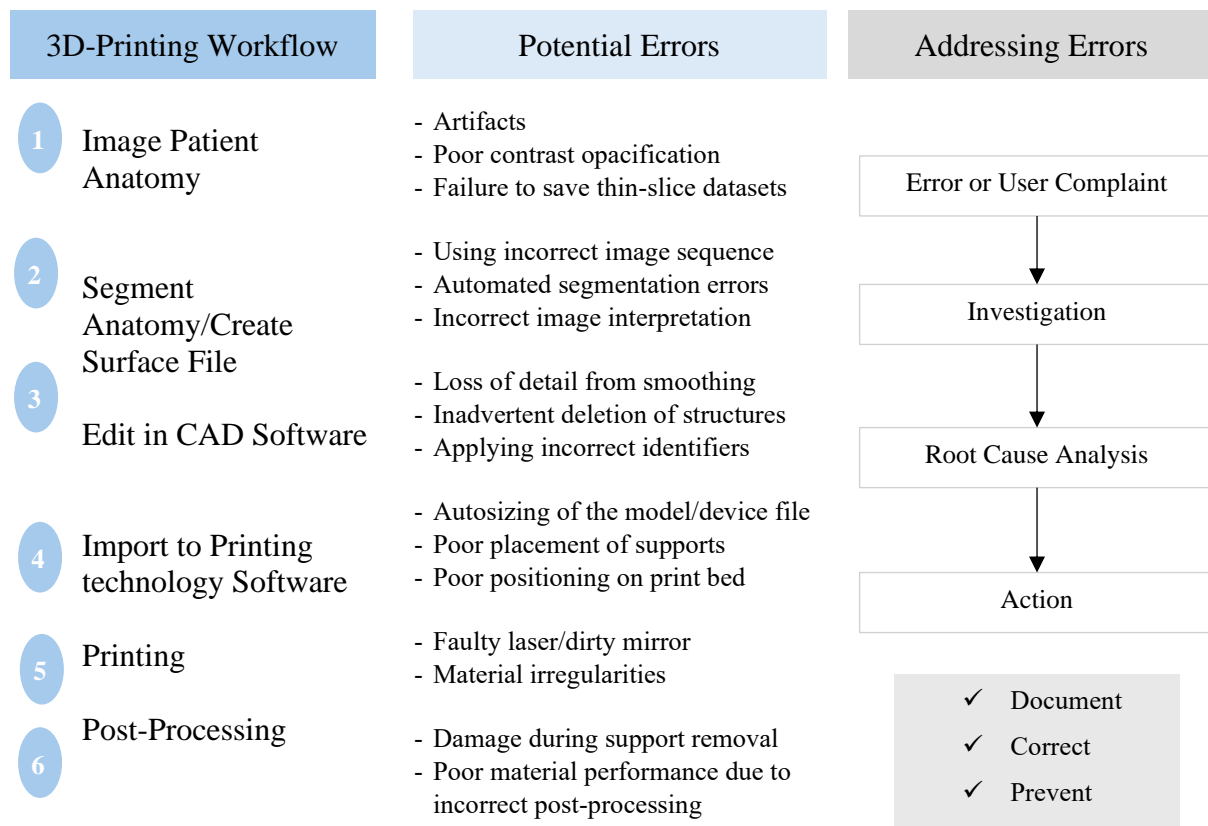 3D-Printing Workflow
1
Image Patient
Anatomy
2
Segment
Anatomy/Create
Surface File
3
Edit in CAD Software
4
Import to Printing
technology Software
5
Printing
6
Post-Processing
Potential Errors
- Artifacts
- Poor contrast opacification
- Failure to save thin-slice datasets
- Using incorrect image sequence
- Automated segmentation errors
- Incorrect image interpretation
- Loss of detail from smoothing
- Inadvertent deletion of structures
- Applying incorrect identifiers
- Autosizing of the model/device file
- Poor placement of supports
- Poor positioning on print bed
- Faulty laser/dirty mirror
- Material irregularities
- Damage during support removal
- Poor material performance due to
incorrect post-processing
Addressing Errors
Error or User Complaint
Investigation
Root Cause Analysis
Action
✓ Document
✓ Correct
✓ Prevent